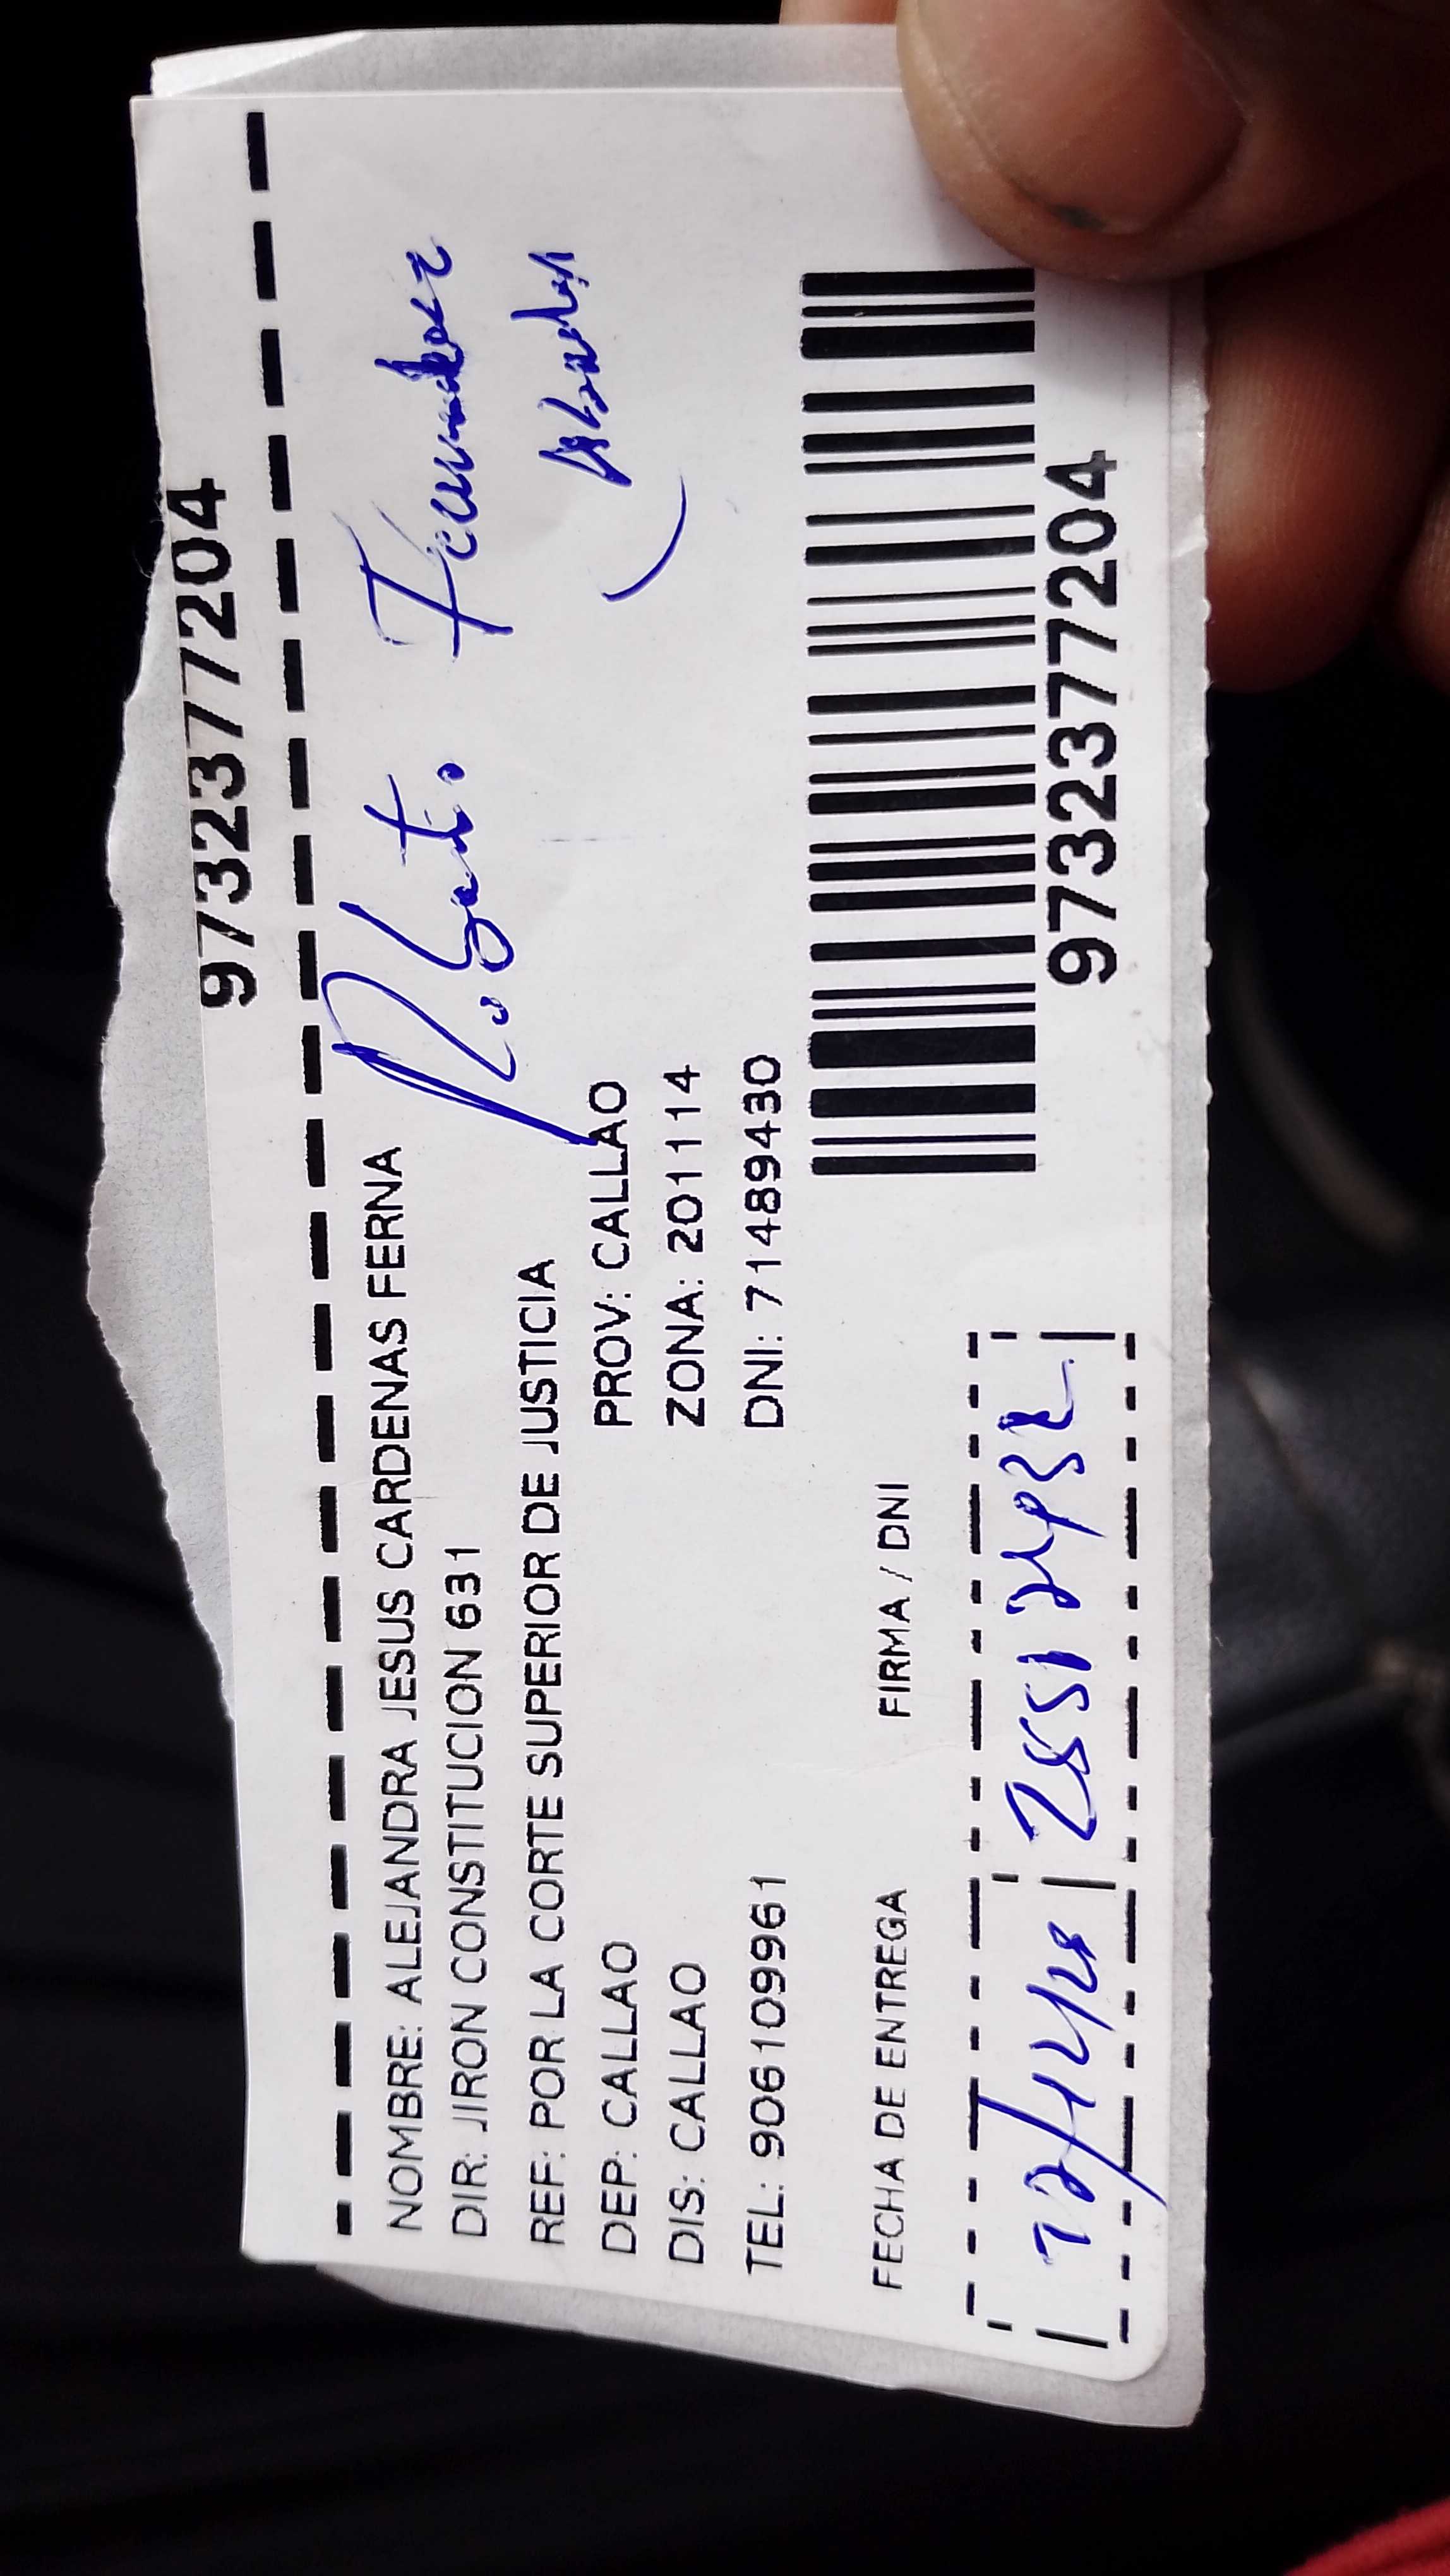 9732377204
NOMBRE: ALEJANDRA JESUS CARDENAS FERNA
DIR: JIRON CONSTITUCION 631
REF: POR LA CORTE SUPERIOR DE JUSTICIA
DEP: CALLAO PROV: CALLAO
DIS: CALLAO ZONA: 201114
TEL: 906109961 DNI: 71489430
Fernandez
FECHA DE ENTREGA FIRMA / DNI
9732377204